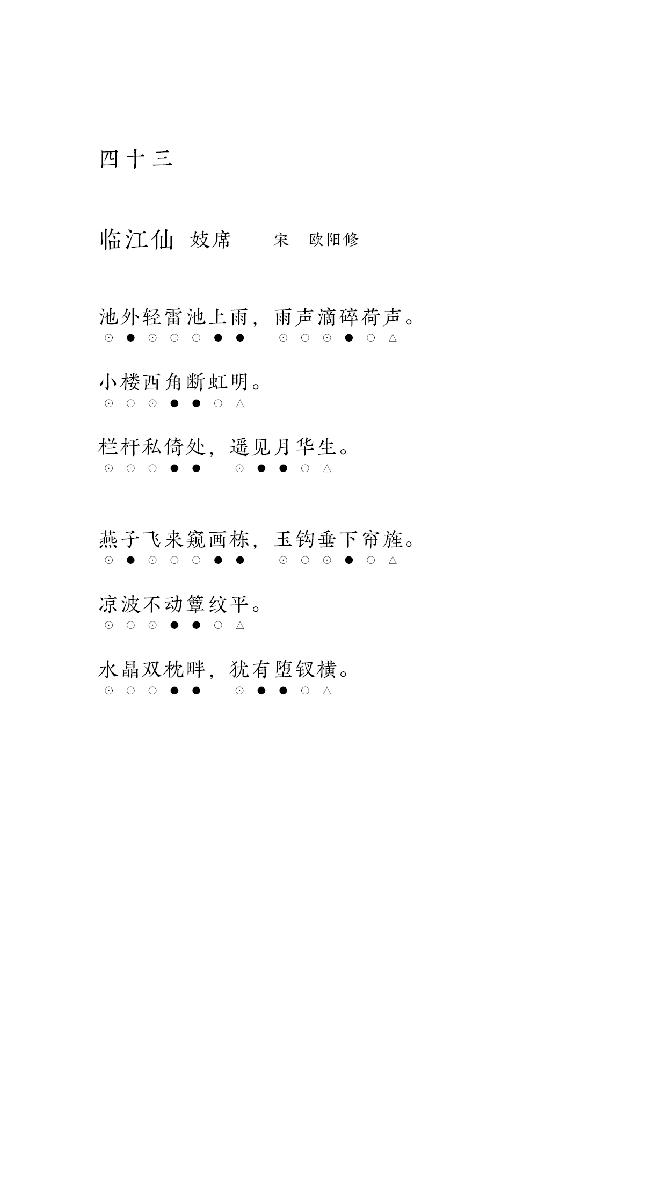 四十三
临江仙 妓席 宋 欧阳修
池外轻雷池上雨，雨声滴碎荷声。
⊙●⊙○○●● ⊙○⊙●○△
小楼西角断虹明。
⊙○⊙●●○△
栏杆私倚处，遥见月华生。
⊙○○●● ⊙●●○△
燕子飞来窥画栋，玉钩垂下帘旌。
⊙●⊙○○●● ⊙○⊙●○△
凉波不动簟纹平。
⊙○⊙●●○△
水晶双枕畔，犹有堕钗横。
⊙○○●● ⊙●●○△